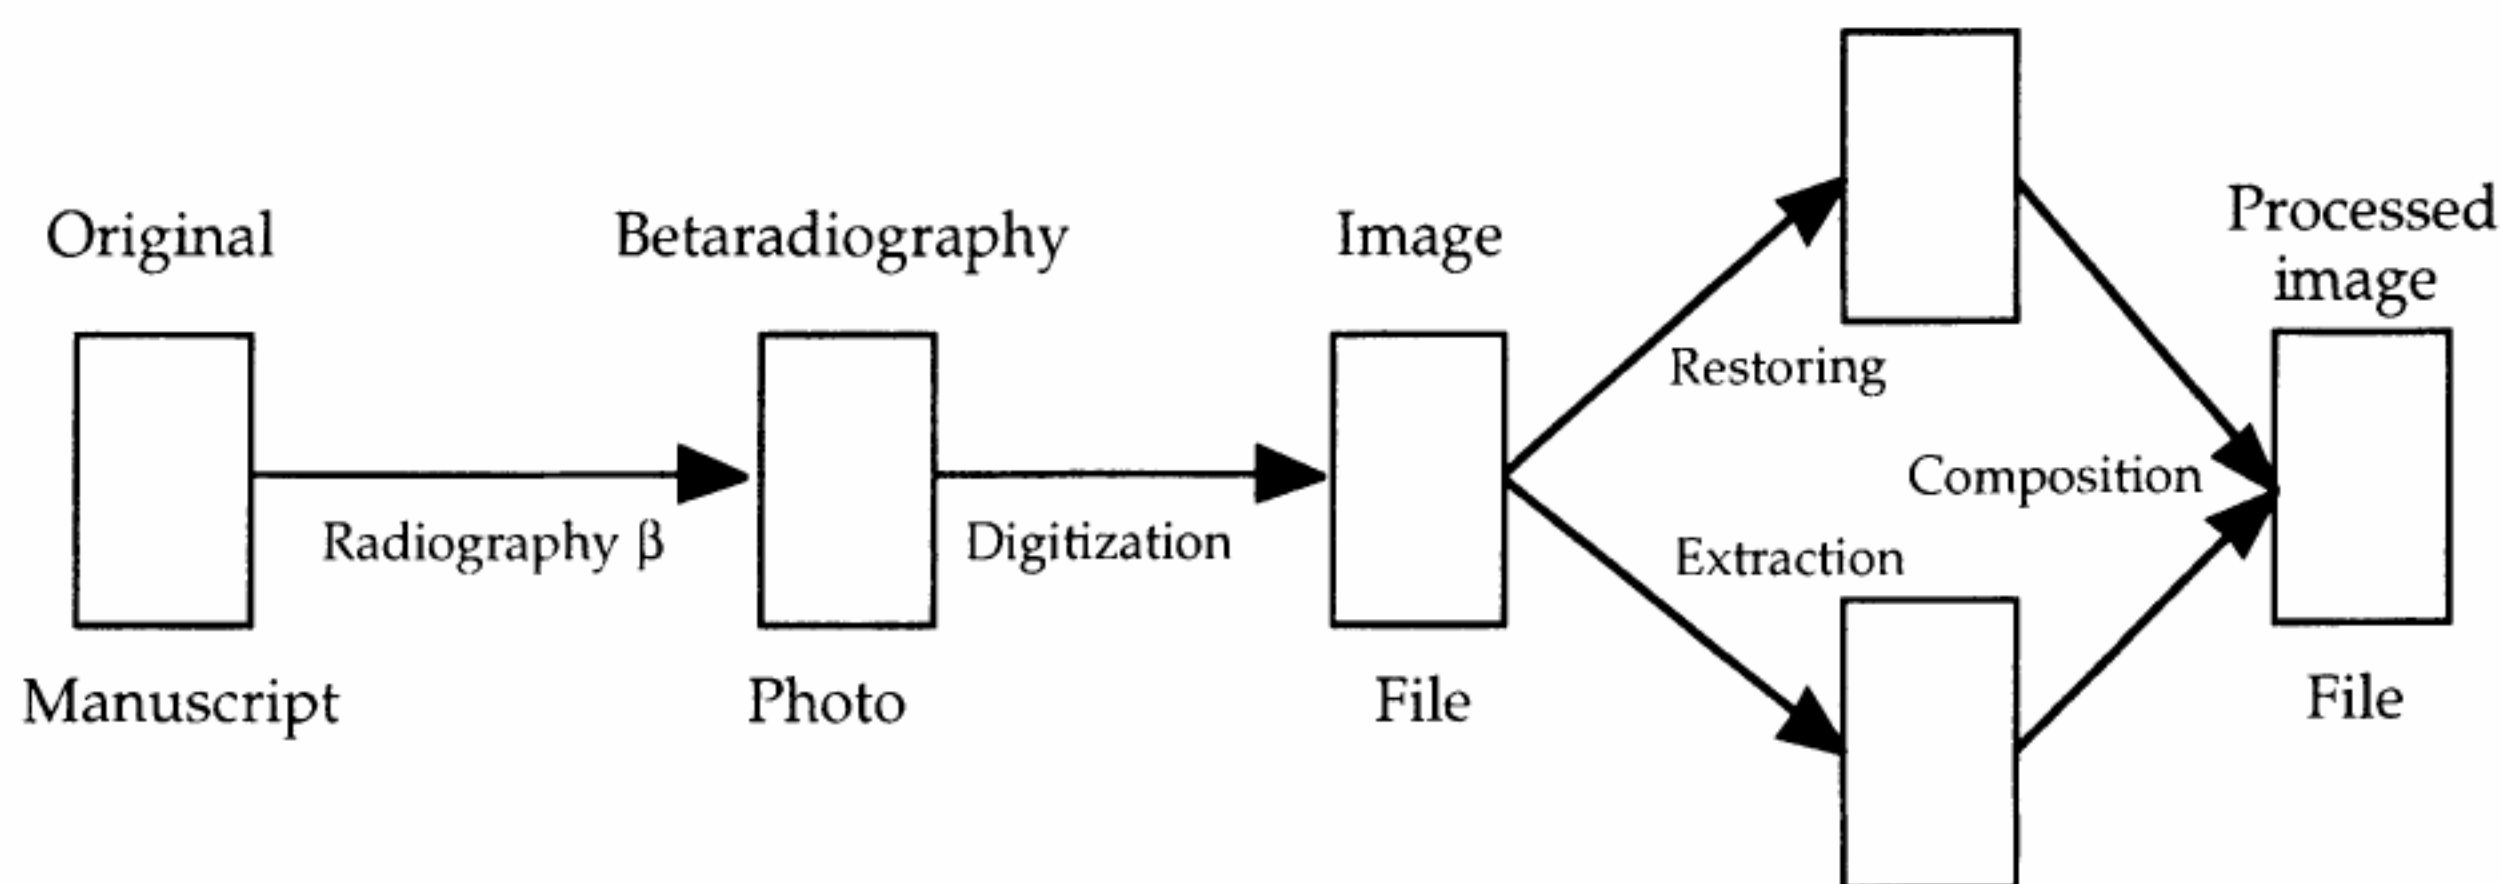 Original
Betaradiography
Image
Processed
image
Restoring
Composition
Radiography β
Digitization
Extraction
Manuscript
Photo
File
File